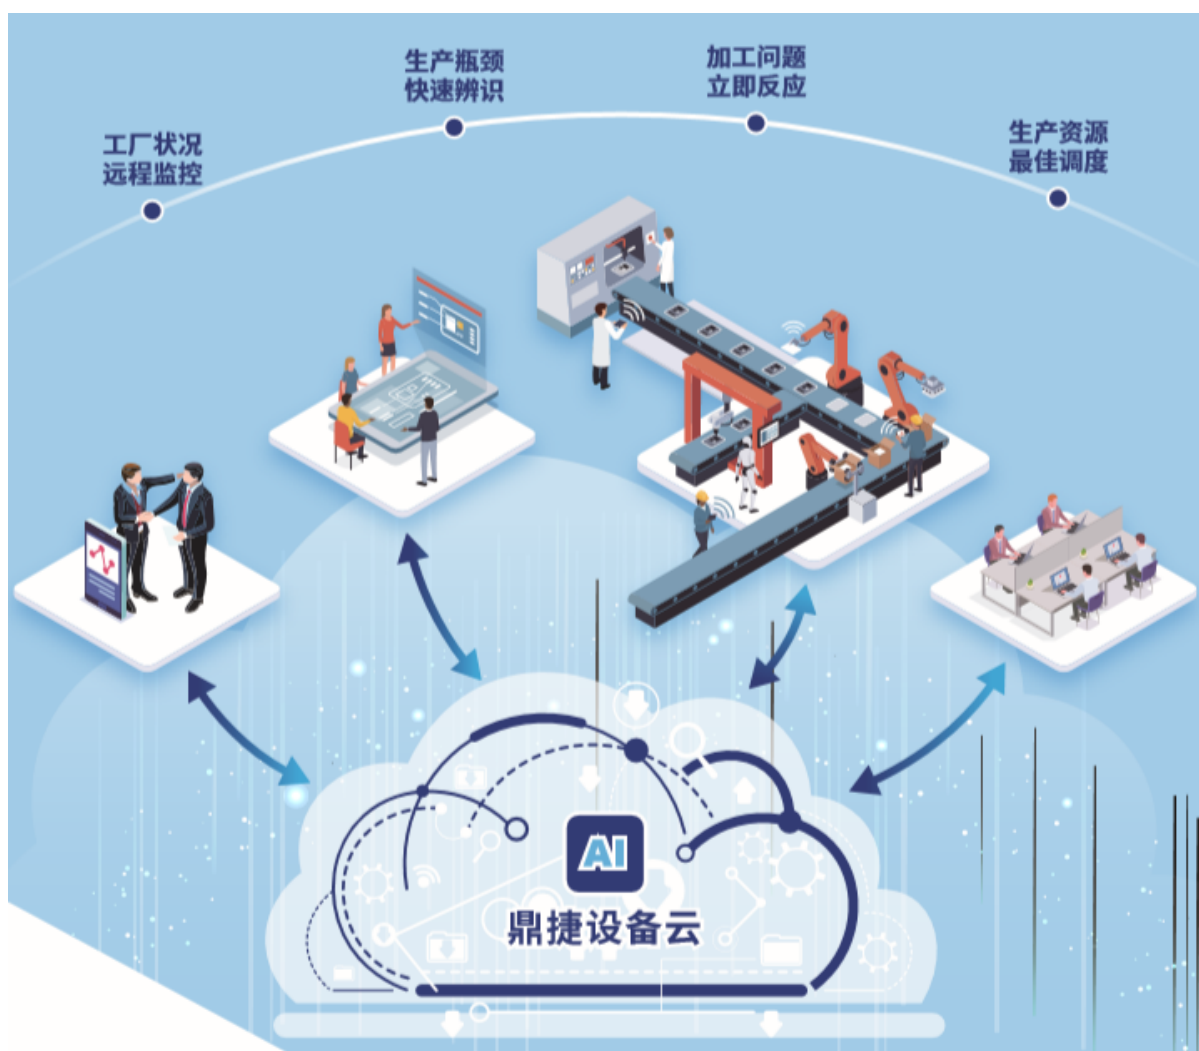 工厂状况
远程监控
生产瓶颈
快速辨识
加工问题
立即反应
生产资源
最佳调度
AI
鼎捷设备云